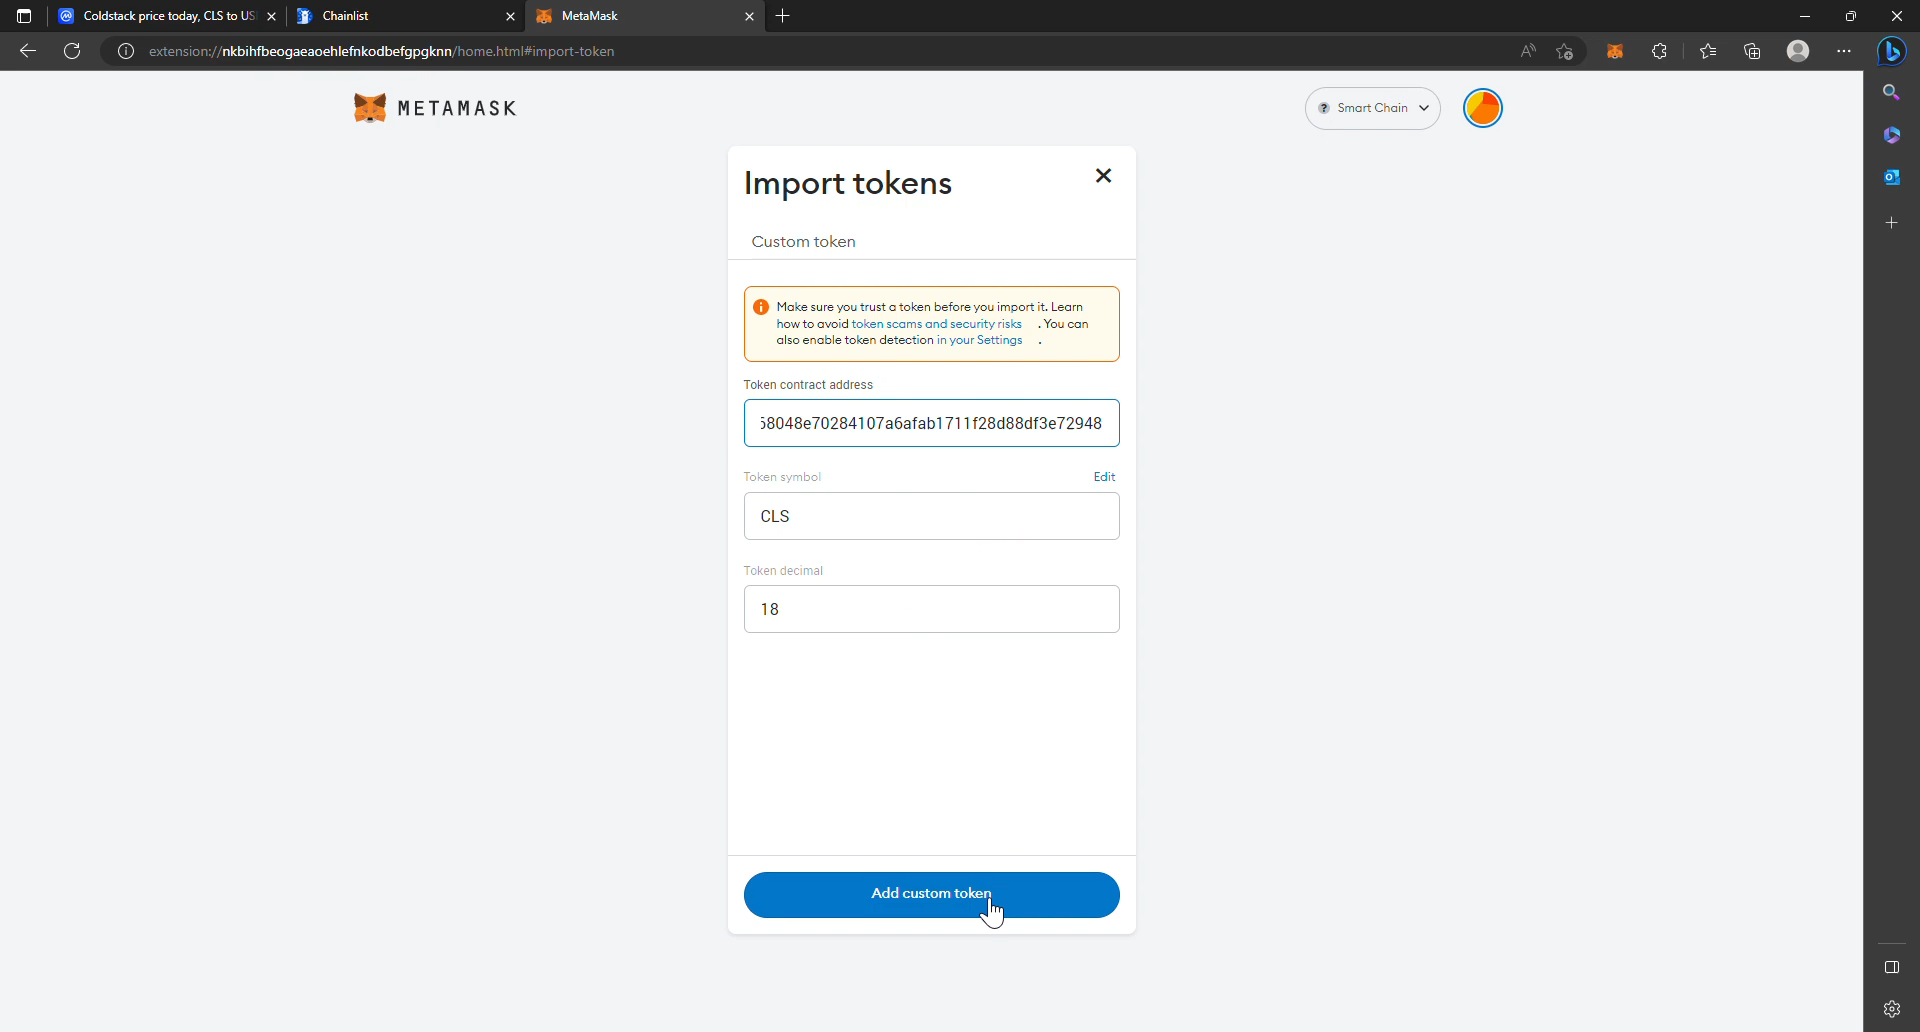 Coldstack price today, CLS to US
Chainlist
MetaMask
extension://nkbihfbeogaeaoehlefnkodbefgpgknn/home.html#import-token
METAMASK
Smart Chain
Import tokens
Custom token
Make sure you trust a token before you import it. Learn
how to avoid token scams and security risks . You can
also enable token detection in your Settings .
Token contract address
58048e70284107a6afab1711f28d88df3e72948
Token symbol
Edit
CLS
Token decimal
18
Add custom token